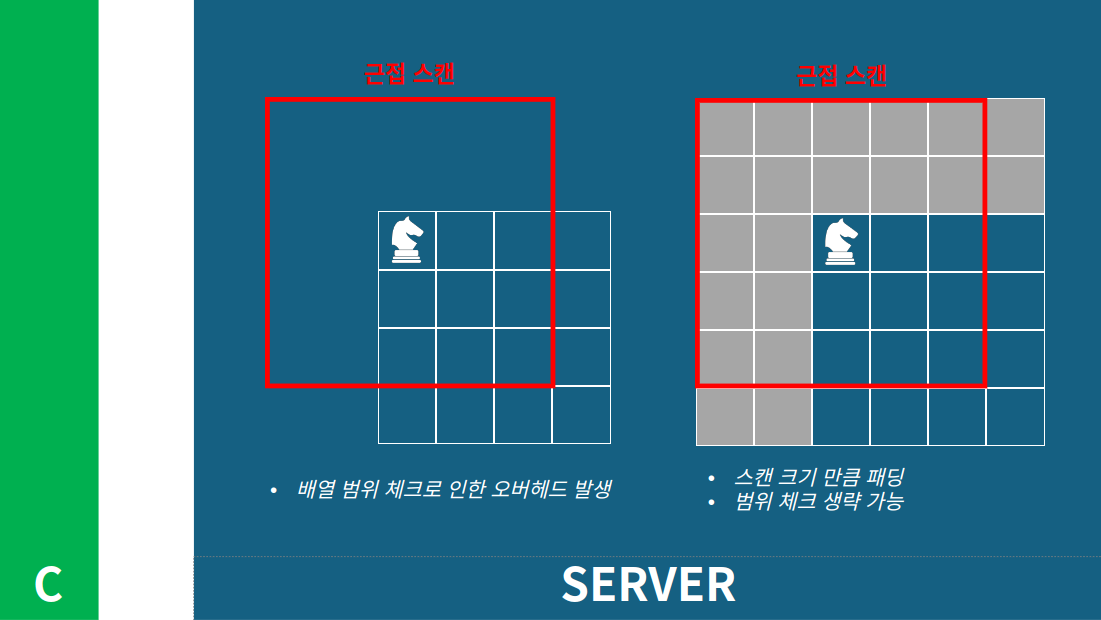 근접 스캔
근접 스캔
• 배열 범위 체크로 인한 오버헤드 발생
• 스캔 크기 만큼 패딩
• 범위 체크 생략 가능
C
SERVER